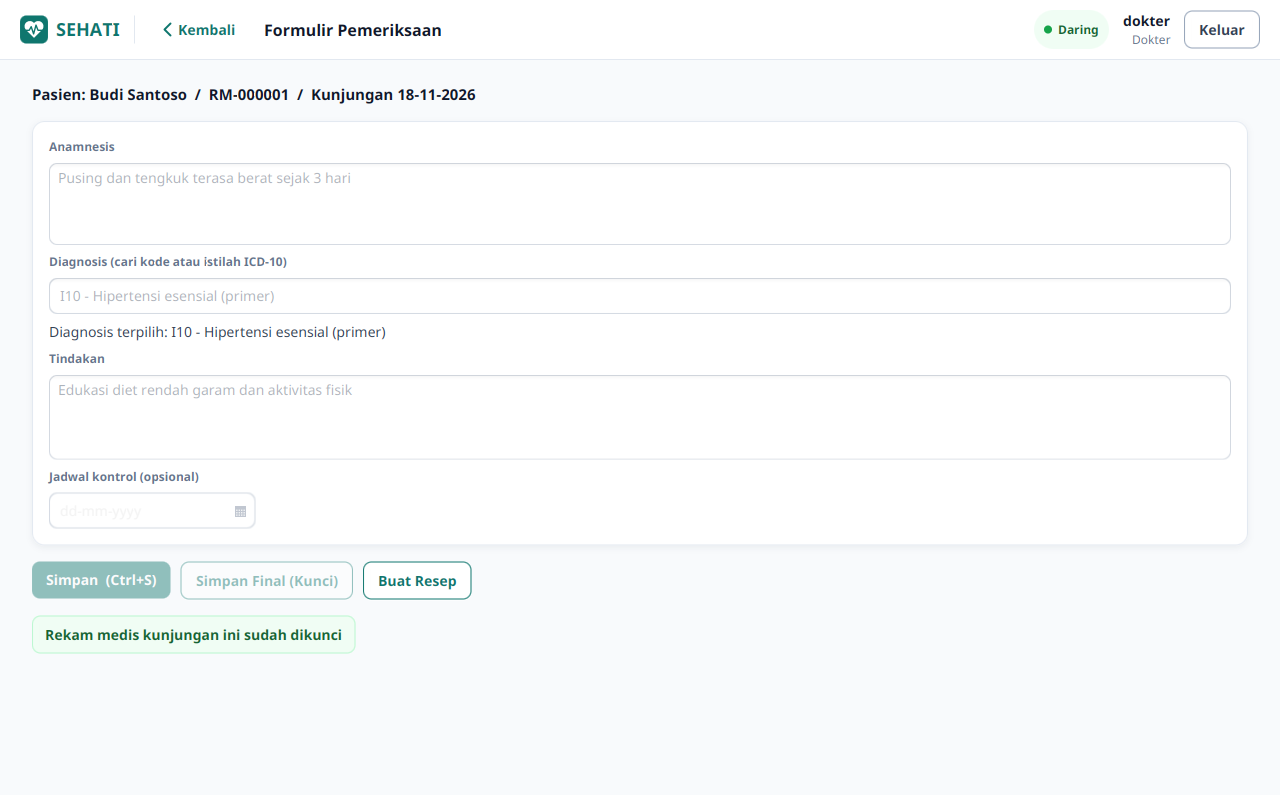 SEHATI
Kembali
Formulir Pemeriksaan
Daring
dokter
Dokter
Keluar
Pasien: Budi Santoso / RM-000001 / Kunjungan 18-11-2026
Anamnesis
Pusing dan tengkuk terasa berat sejak 3 hari
Diagnosis (cari kode atau istilah ICD-10)
I10 - Hipertensi esensial (primer)
Diagnosis terpilih: I10 - Hipertensi esensial (primer)
Tindakan
Edukasi diet rendah garam dan aktivitas fisik
Jadwal kontrol (opsional)
dd-mm-yyyy
Simpan (Ctrl+S)
Simpan Final (Kunci)
Buat Resep
Rekam medis kunjungan ini sudah dikunci